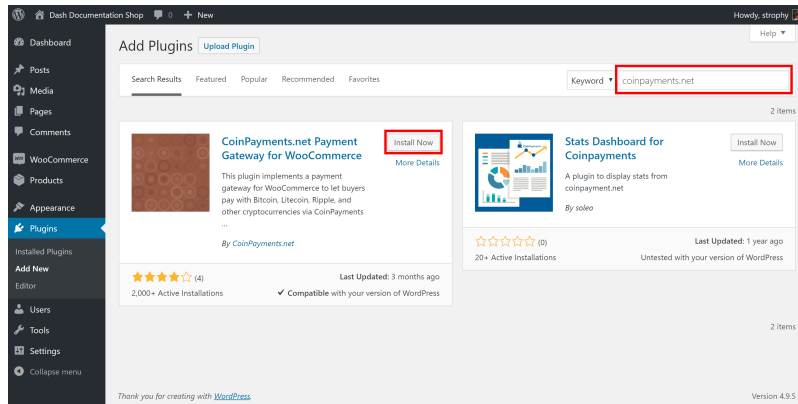 Dash Documentation Shop 0 + New Howdy, strophy
Dashboard
Posts
Media
Pages
Comments
WooCommerce
Products
Appearance
Plugins
Installed Plugins
Add New
Editor
Users
Tools
Settings
Collapse menu
Help ▼
Add Plugins Upload Plugin
Search Results Featured Popular Recommended Favorites Keyword coinpayments.net
2 items
CoinPayments.net Payment
Gateway for WooCommerce
Install Now
More Details
This plugin implements a payment
gateway for WooCommerce to let buyers
pay with Bitcoin, Litecoin, Ripple, and
other cryptocurrencies via CoinPayments
...
By CoinPayments.net
(4)
2,000+ Active Installations
Last Updated: 3 months ago
✔ Compatible with your version of WordPress
Stats Dashboard for
Coinpayments
Install Now
More Details
A plugin to display stats from
coinpayment.net
By soleo
(0)
20+ Active Installations
Last Updated: 1 year ago
Untested with your version of WordPress
2 items
Thank you for creating with WordPress.
Version 4.9.5